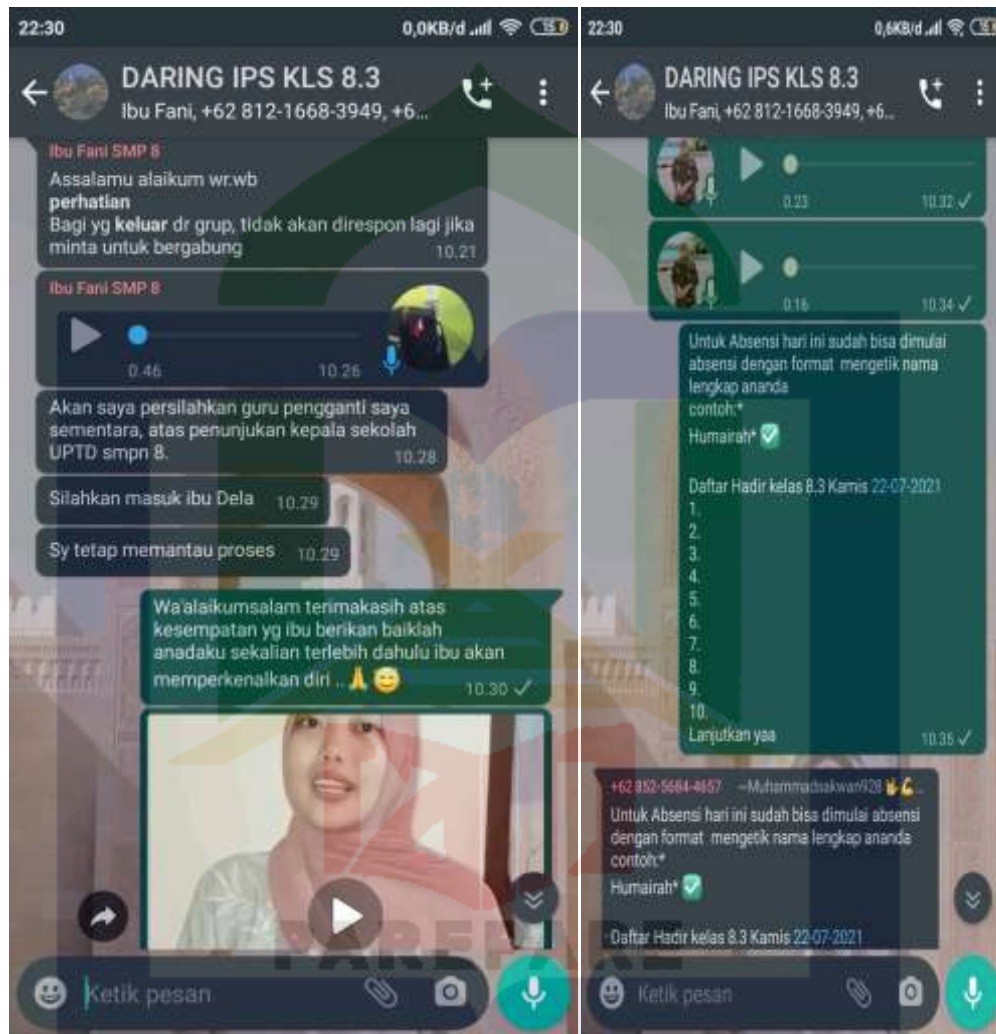 22:30
0,0KB/d
DARING IPS KLS 8.3
Ibu Fani, +62 812-1668-3949, +6...
Ibu Fani SMP 8
Assalamu alaikum wr.wb
perhatian
Bagi yg keluar dr grup, tidak akan direspon lagi jika
minta untuk bergabung
10.21
Ibu Fani SMP 8
0.46
10.26
Akan saya persilahkan guru pengganti saya
sementara, atas penunjukan kepala sekolah
UPTD smpn 8.
10.28
Silahkan masuk ibu Dela 10.29
Sy tetap memantau proses 10.29
Wa'alaikumsalam terimakasih atas
kesempatan yg ibu berikan baiklah
anadaku sekalian terlebih dahulu ibu akan
memperkenalkan diri .. 🙏 😇
10.30
Ketik pesan
22:30
0,6KB/d
DARING IPS KLS 8.3
Ibu Fani, +62 812-1668-3949, +6...
0.23
10.32
0.16
10.34
Untuk Absensi hari ini sudah bisa dimulai
absensi dengan format mengetik nama
lengkap ananda
contoh:*
Humairah* ✅
Daftar Hadir kelas 8.3 Kamis 22-07-2021
1.
2.
3.
4.
5.
6.
7.
8.
9.
10.
Lanjutkan yaa
10.35
+62 852-5664-4657 ~Muhammadsakwan928
Untuk Absensi hari ini sudah bisa dimulai absensi
dengan format mengetik nama lengkap ananda
contoh:*
Humairah* ✅
Daftar Hadir kelas 8.3 Kamis 22-07-2021
Ketik pesan
PAREPARE